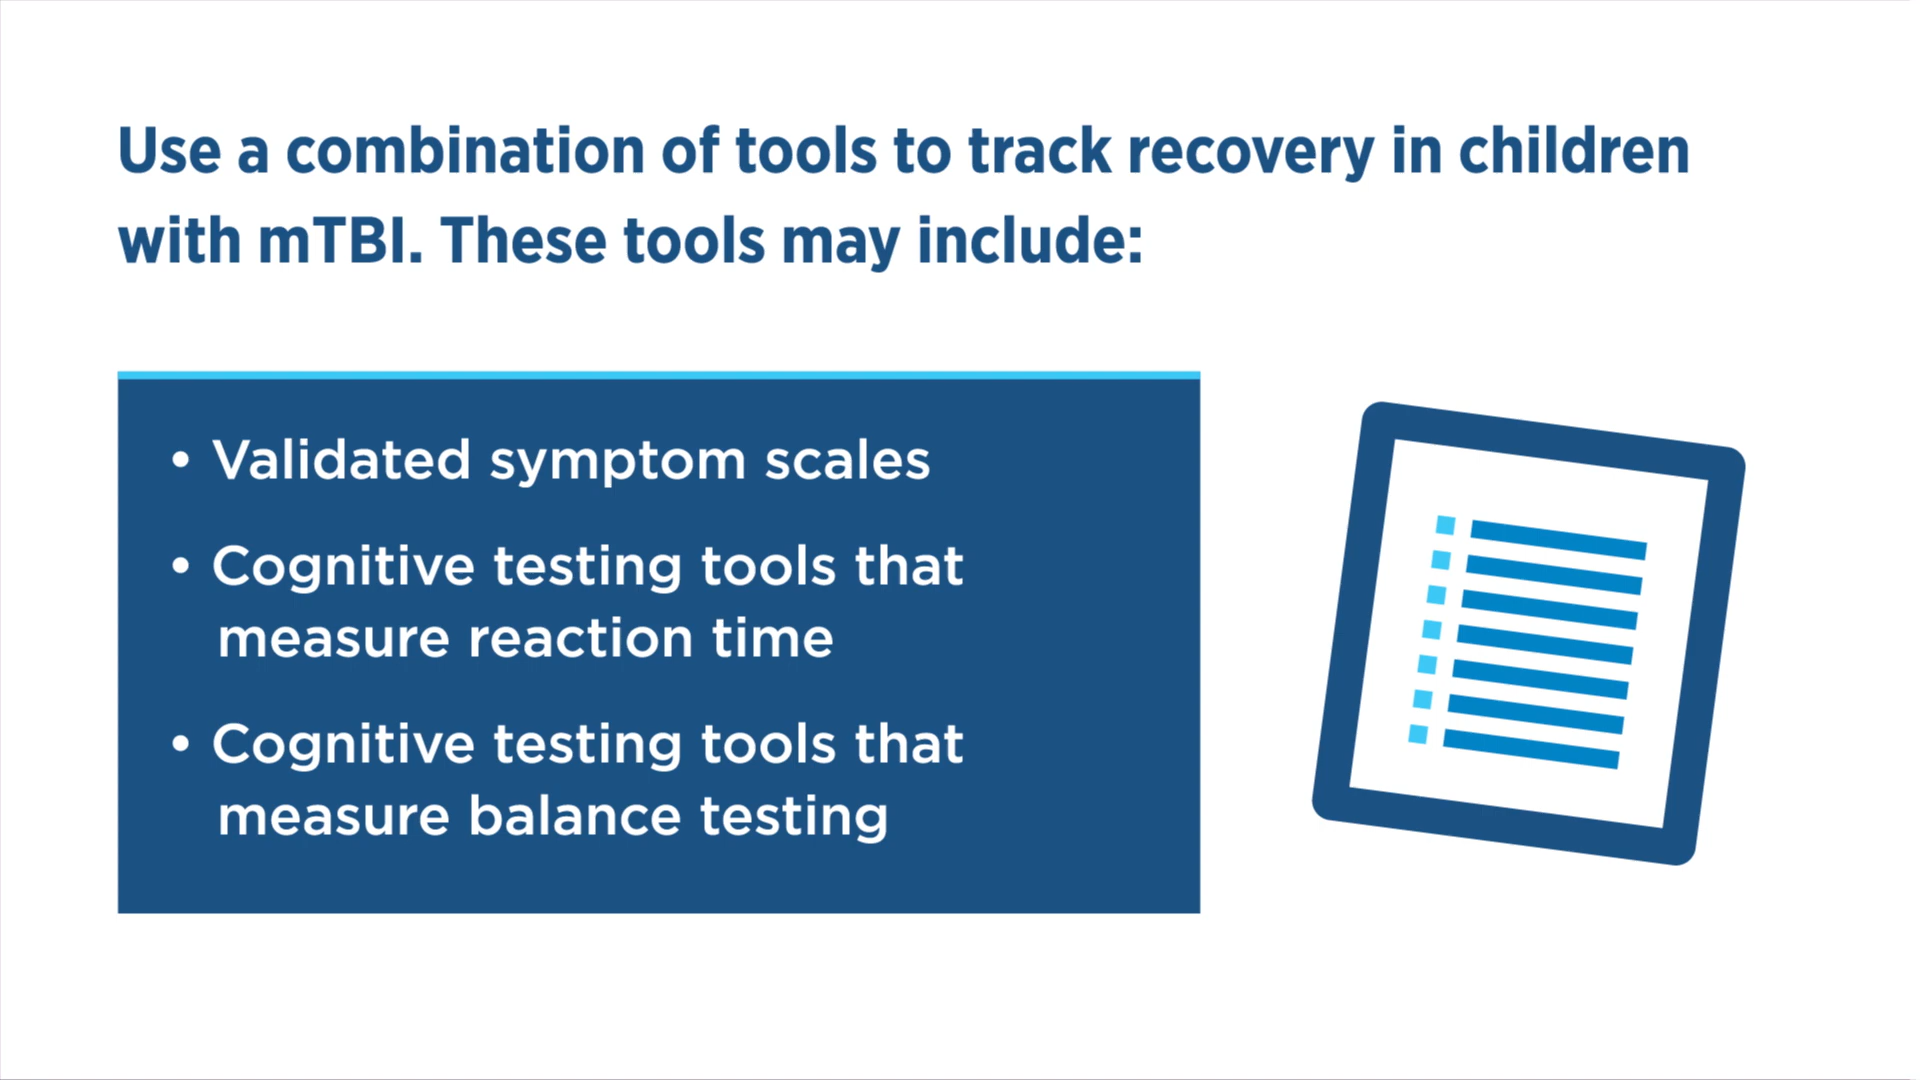 Use a combination of tools to track recovery in children
with mTBI. These tools may include:
• Validated symptom scales
• Cognitive testing tools that
measure reaction time
• Cognitive testing tools that
measure balance testing